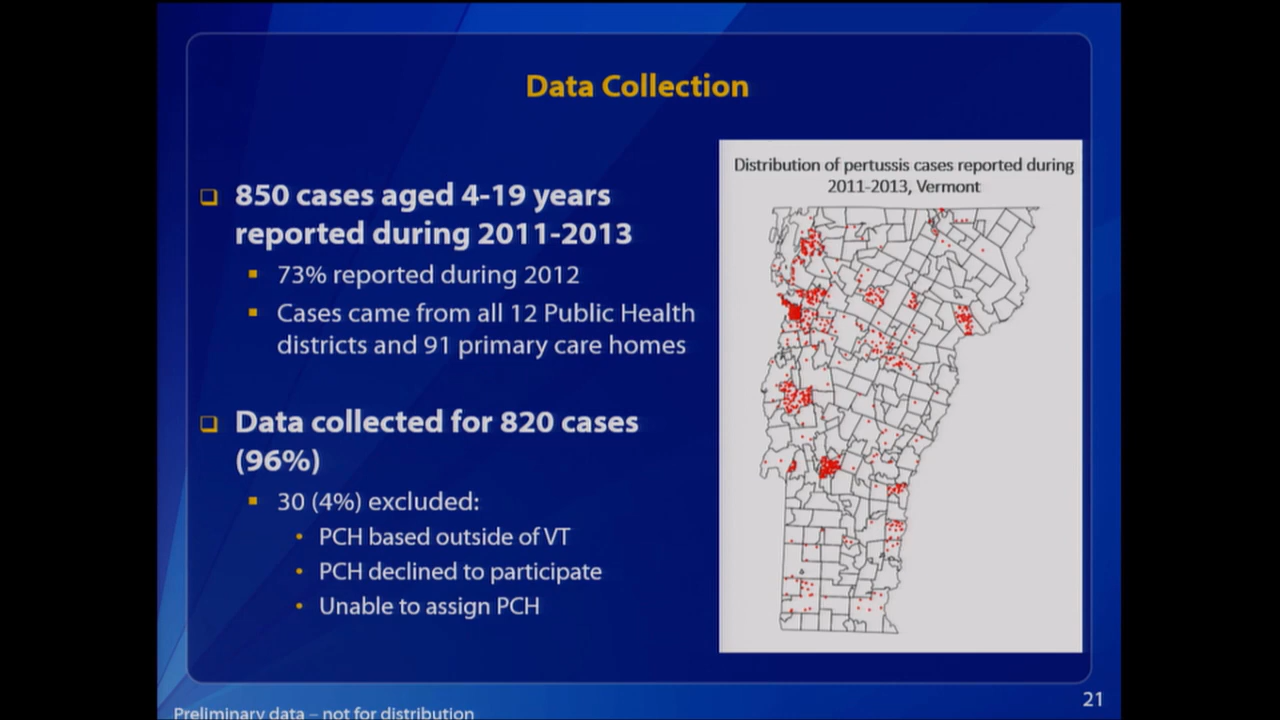 Data Collection
850 cases aged 4-19 years
reported during 2011-2013
73% reported during 2012
Cases came from all 12 Public Health
districts and 91 primary care homes
Data collected for 820 cases
(96%)
30 (4%) excluded:
PCH based outside of VT
PCH declined to participate
Unable to assign PCH
Distribution of pertussis cases reported during
2011-2013, Vermont
21
Preliminary data – not for distribution